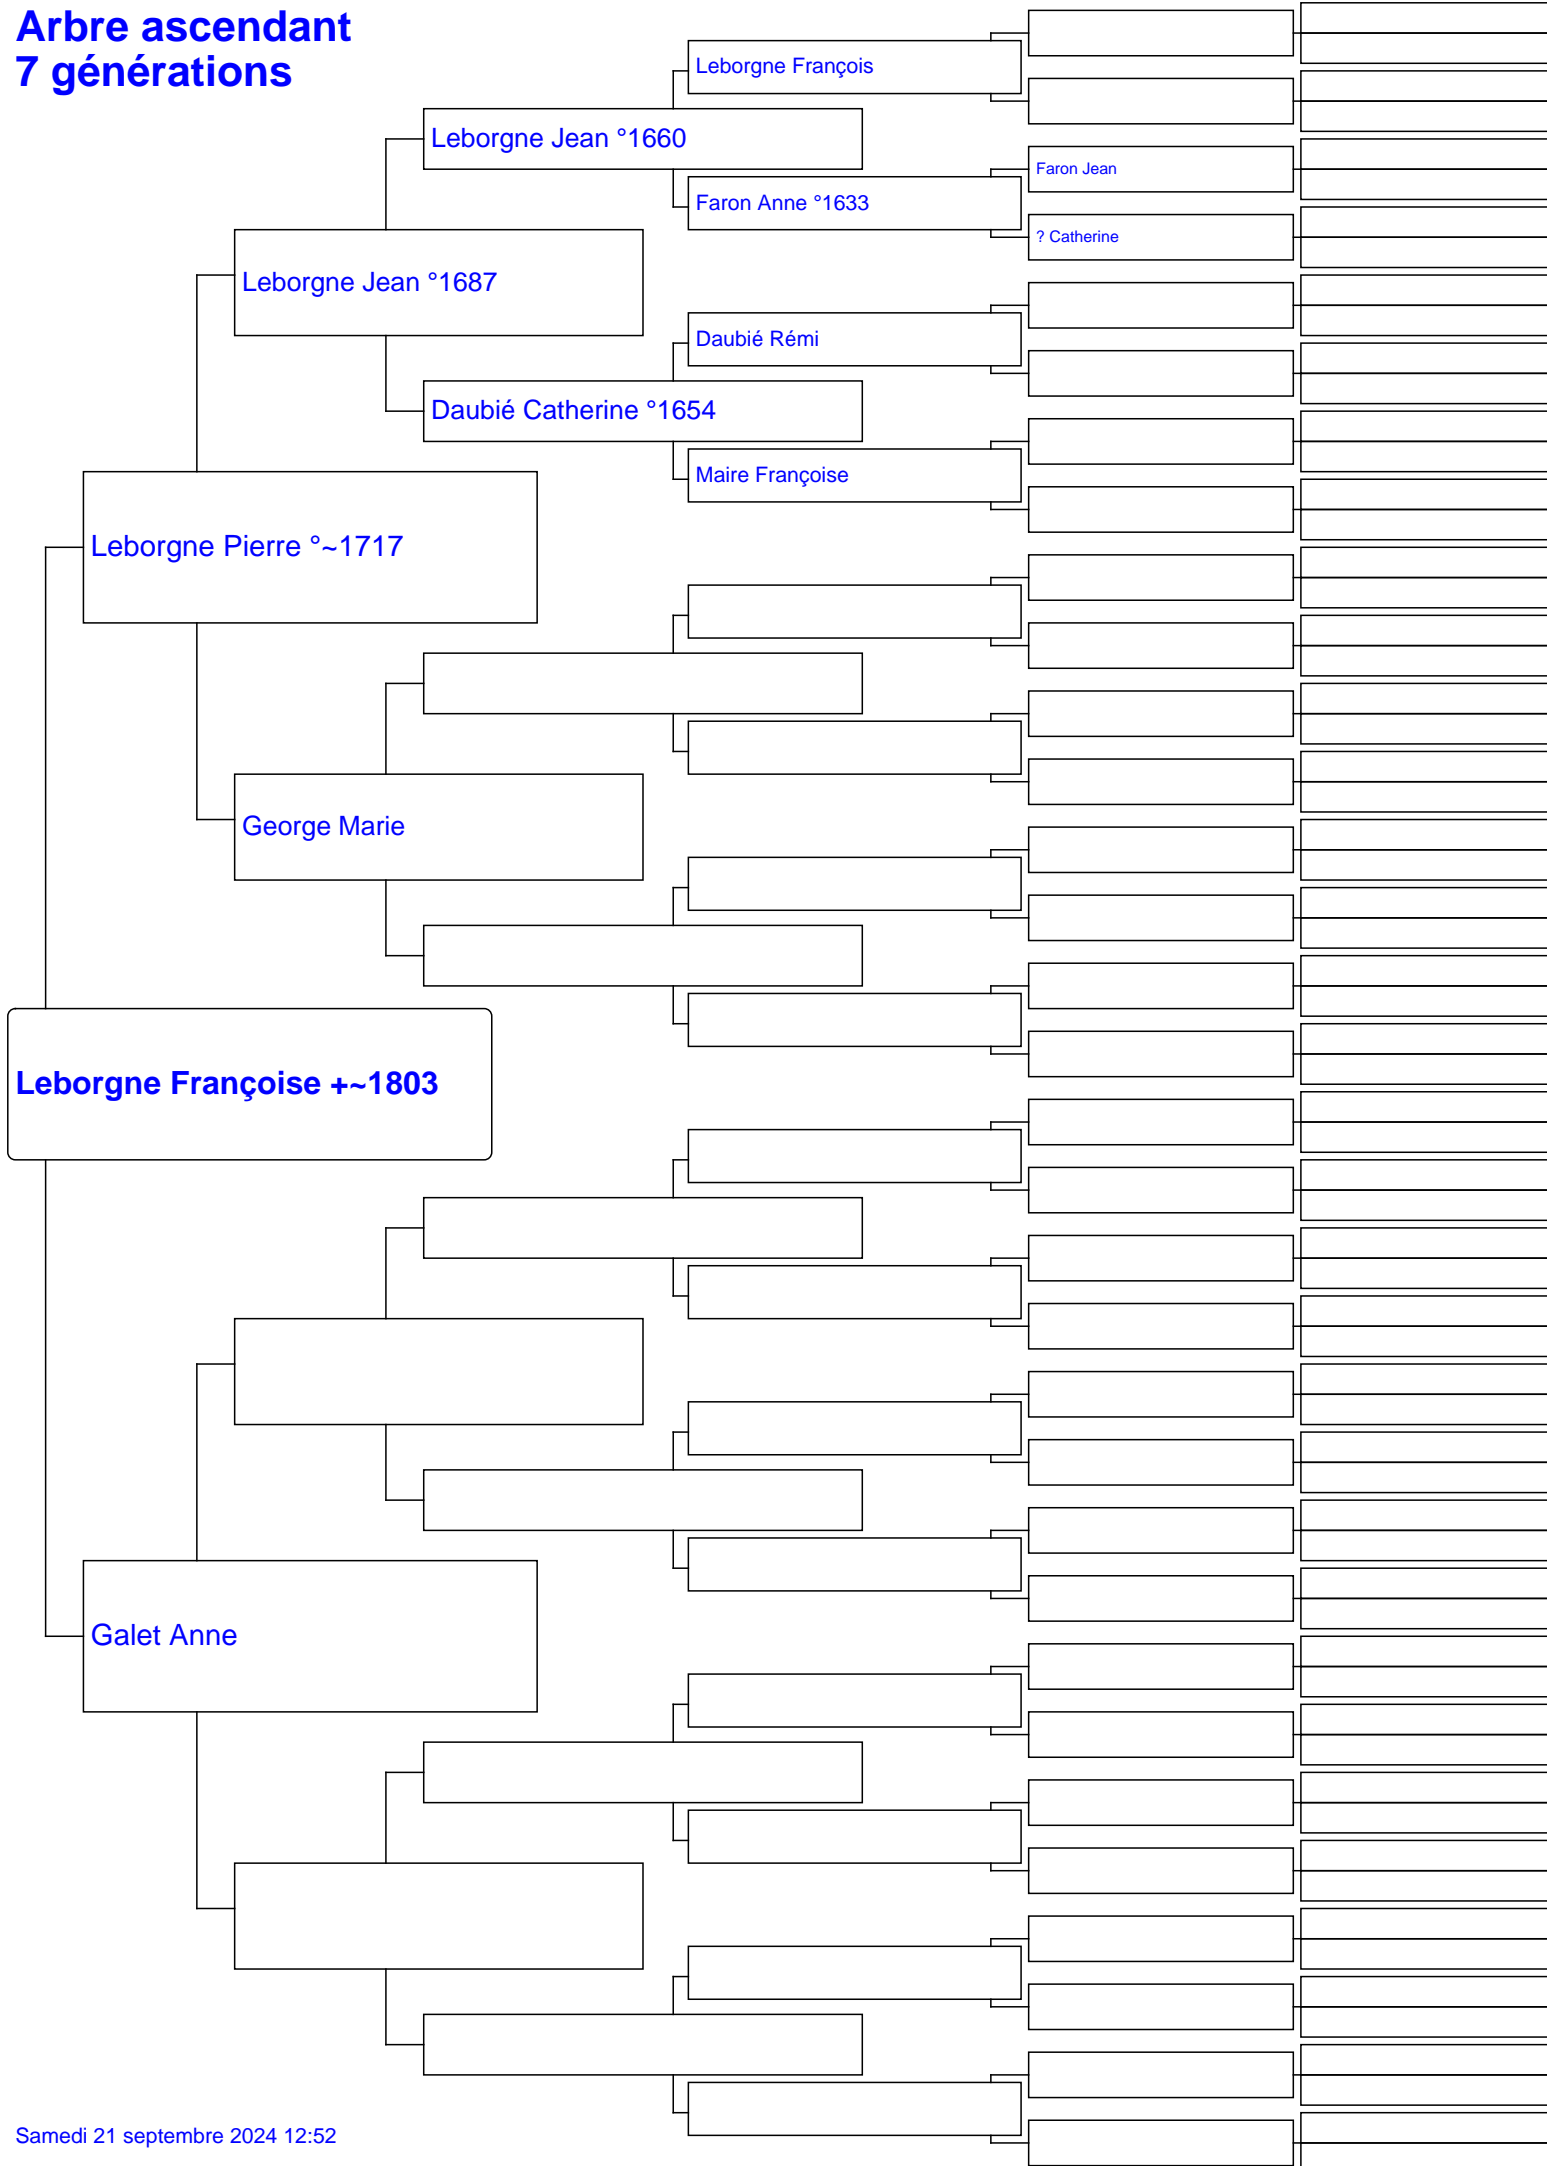 Arbre ascendant
7 générations
Leborgne François
Leborgne Jean °1660
Faron Jean
Faron Anne °1633
? Catherine
Leborgne Jean °1687
Daubié Rémi
Daubié Catherine °1654
Maire Françoise
Leborgne Pierre °~1717
George Marie
Leborgne Françoise +~1803
Galet Anne
Samedi 21 septembre 2024 12:52